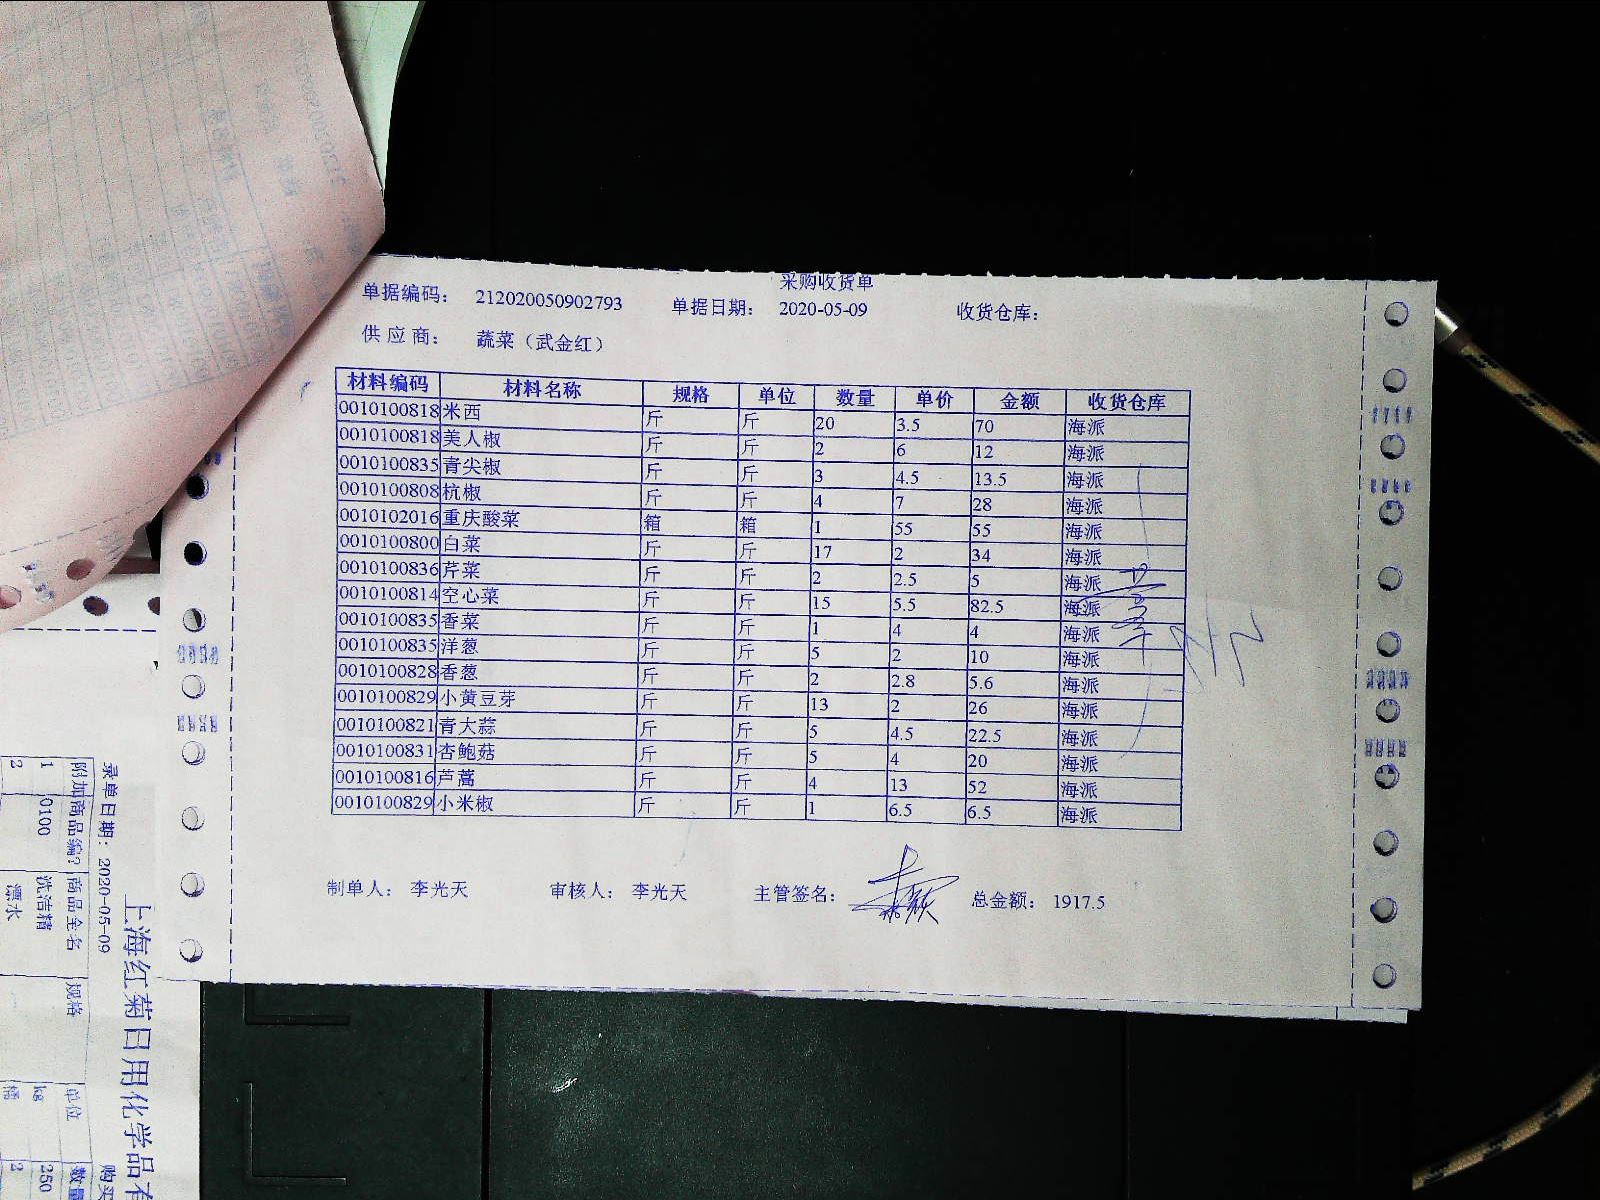 采购收货单
单据编码： 212020050902793 单据日期： 2020-05-09 收货仓库：
供应商： 蔬菜（武金红）
材料编码 材料名称 规格 单位 数量 单价 金额 收货仓库
0010100818 米西 斤 斤 20 3.5 70 海派
0010100818 美人椒 斤 斤 2 6 12 海派
0010100835 青尖椒 斤 斤 3 4.5 13.5 海派
0010100808 杭椒 斤 斤 4 7 28 海派
0010102016 重庆酸菜 箱 箱 1 55 55 海派
0010100800 白菜 斤 斤 17 2 34 海派
0010100836 芹菜 斤 斤 2 2.5 5 海派
0010100814 空心菜 斤 斤 15 5.5 82.5 海派
0010100835 香菜 斤 斤 1 4 4 海派
0010100835 洋葱 斤 斤 5 2 10 海派
0010100828 香葱 斤 斤 2 2.8 5.6 海派
0010100829 小黄豆芽 斤 斤 13 2 26 海派
0010100821 青大蒜 斤 斤 5 4.5 22.5 海派
0010100831 杏鲍菇 斤 斤 5 4 20 海派
0010100816 芦蒿 斤 斤 4 13 52 海派
0010100829 小米椒 斤 斤 1 6.5 6.5 海派
制单人： 李光天 审核人： 李光天 主管签名： 总金额： 1917.5
上海红菊日用化学品有
录单日期： 2020-05-09 购买
附加商品编? 商品全名 规格 单位 数量
1 0100 洗洁精 kg 250
2 漂水 桶 2